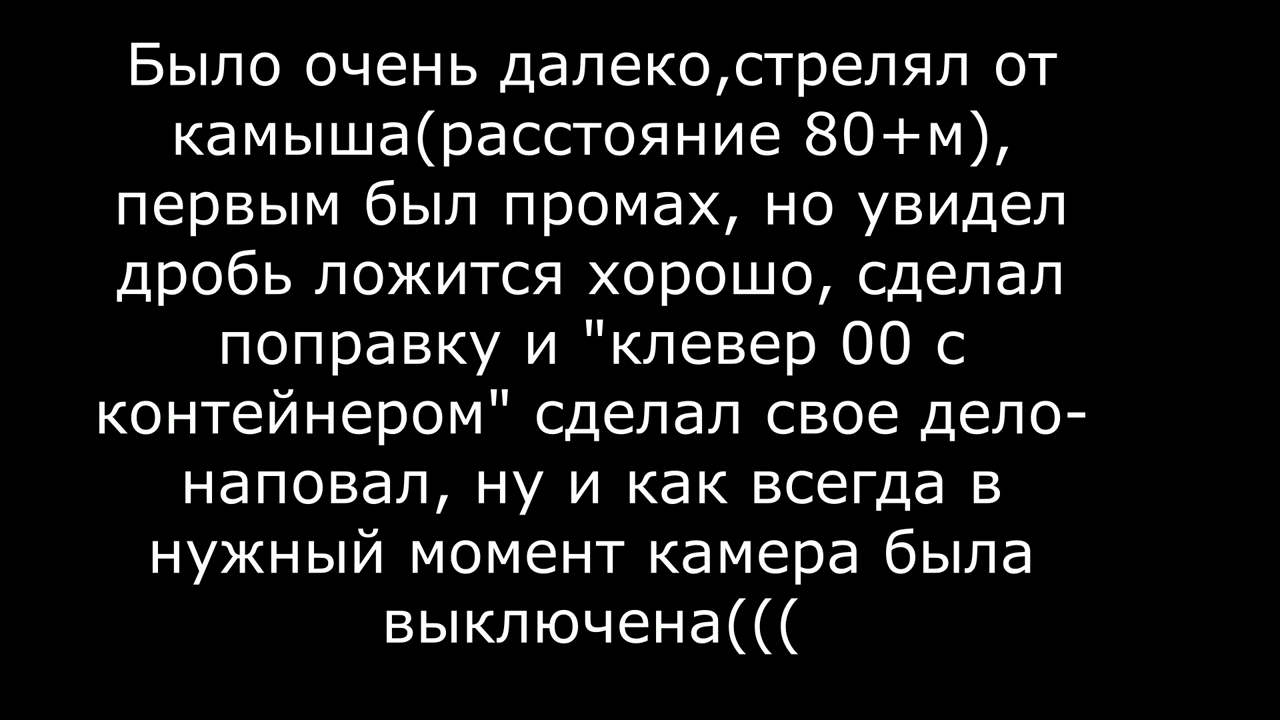 Было очень далеко,стрелял от
камыша(расстояние 80+м),
первым был промах, но увидел
дробь ложится хорошо, сделал
поправку и "клевер 00 с
контейнером" сделал свое дело-
наповал, ну и как всегда в
нужный момент камера была
выключена(((